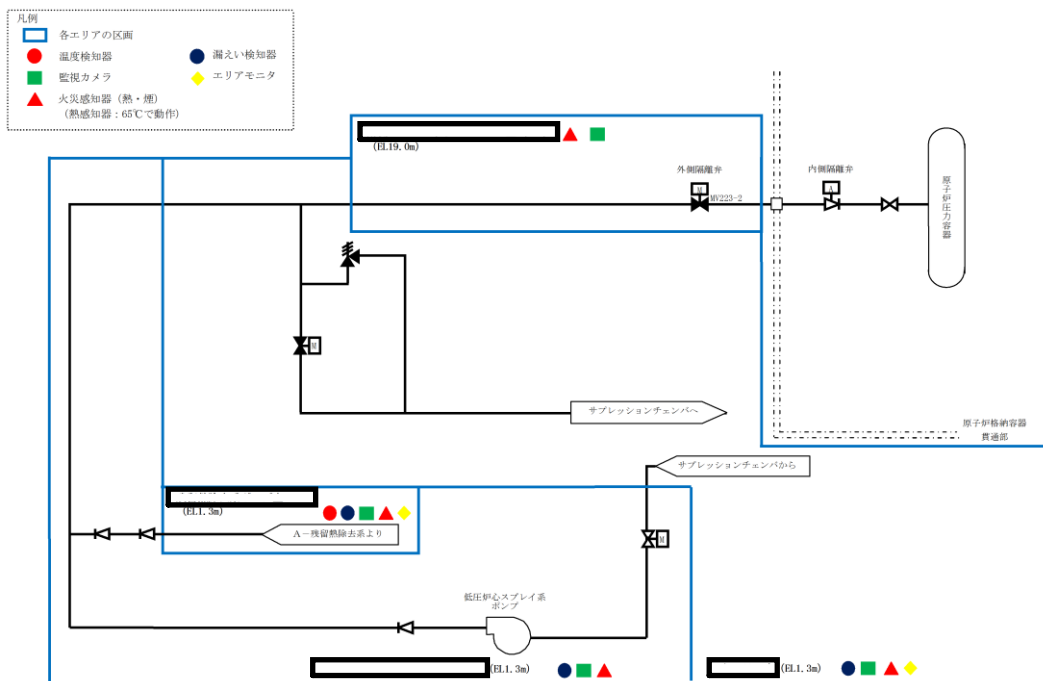 凡例
各エリアの区画
温度検知器
漏えい検知器
監視カメラ
エリアモニタ
火災感知器（熱・煙）
（熱感知器：65℃で動作）
(EL19.0m)
外側隔離弁
内側隔離弁
M
MV223-2
A
原子炉圧力容器
M
サプレッションチェンバへ
原子炉格納容器
貫通部
サプレッションチェンバから
(EL1.3m)
A－残留熱除去系より
M
低圧炉心スプレイ系
ポンプ
(EL1.3m)
(EL1.3m)